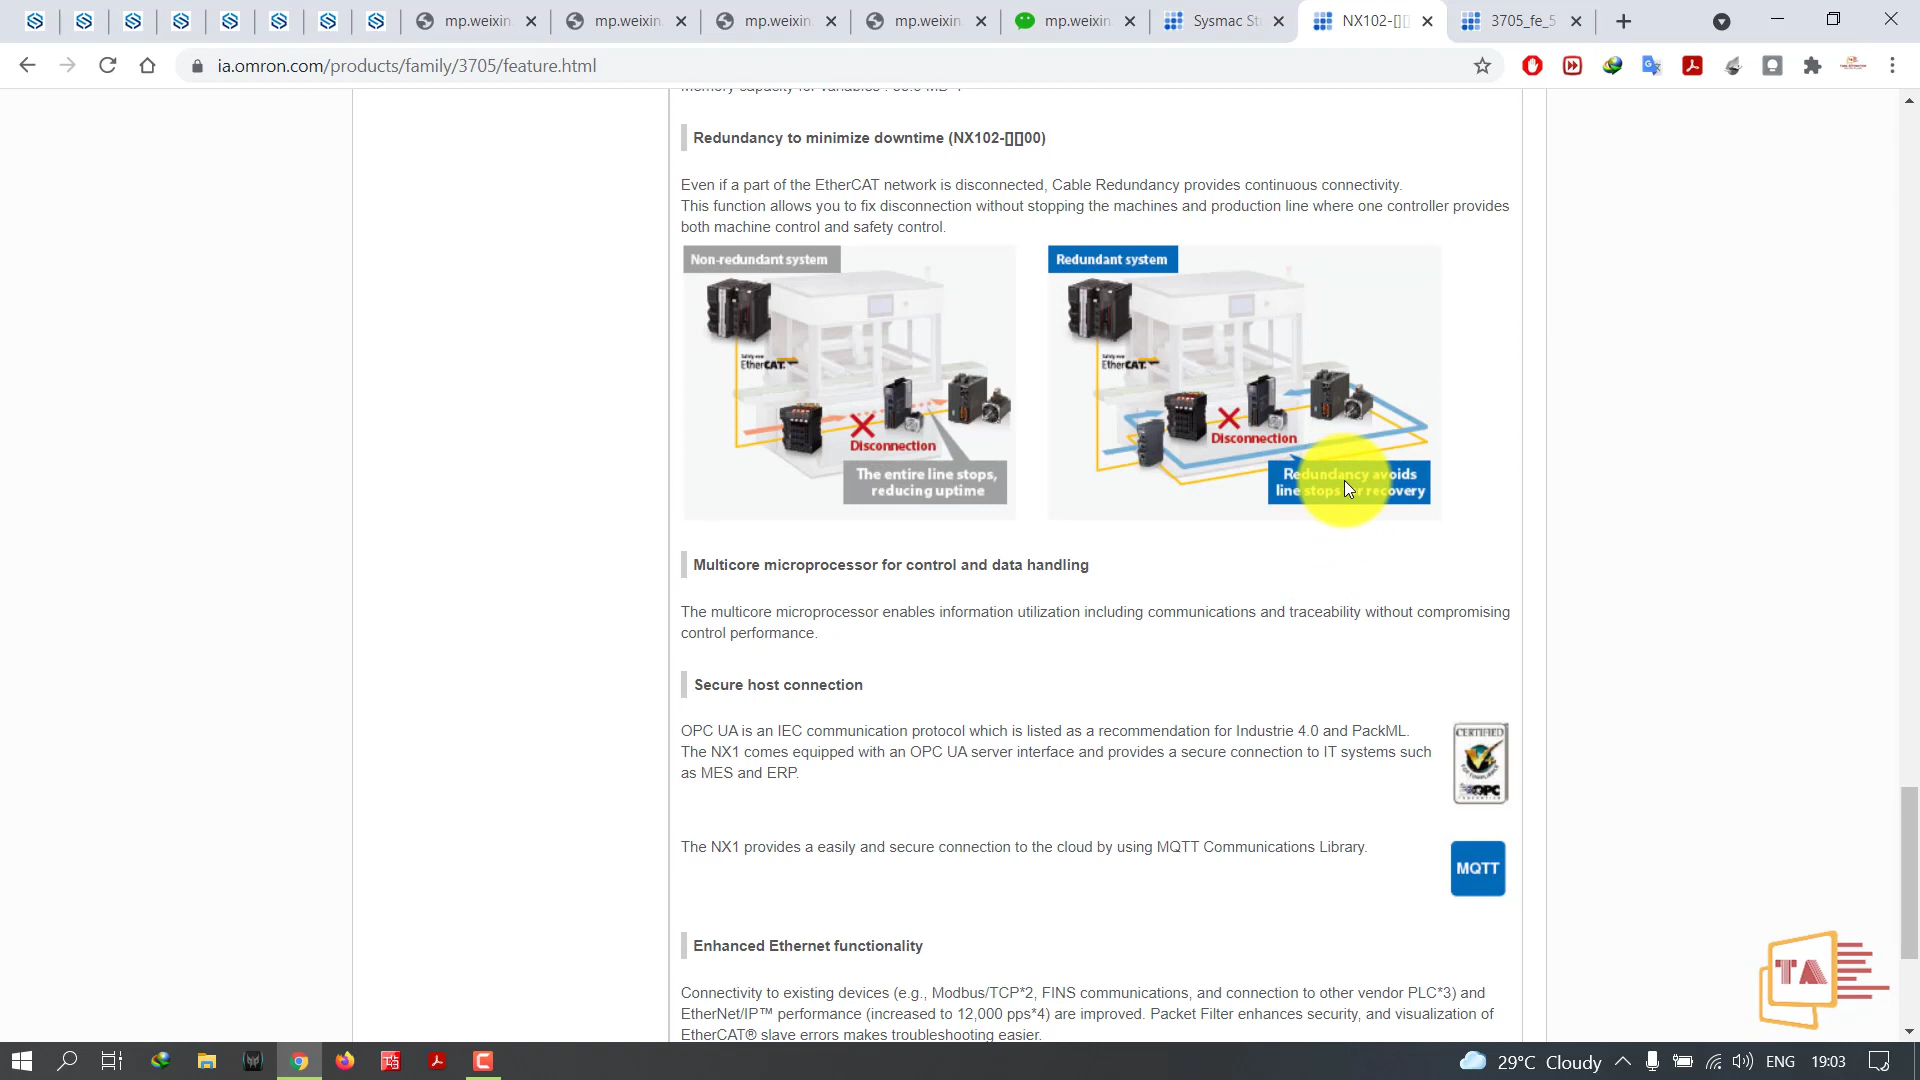 mp.weixin.
mp.weixin.
mp.weixin.
mp.weixin.
mp.weixin.
Sysmac St
NX102-[][]
3705_fe_5
ia.omron.com/products/family/3705/feature.html
Redundancy to minimize downtime (NX102-[][]00)
Even if a part of the EtherCAT network is disconnected, Cable Redundancy provides continuous connectivity.
This function allows you to fix disconnection without stopping the machines and production line where one controller provides
both machine control and safety control.
Non-redundant system
EtherCAT
Disconnection
The entire line stops,
reducing uptime
Redundant system
EtherCAT
Disconnection
Redundancy avoids
line stops for recovery
Multicore microprocessor for control and data handling
The multicore microprocessor enables information utilization including communications and traceability without compromising
control performance.
Secure host connection
OPC UA is an IEC communication protocol which is listed as a recommendation for Industrie 4.0 and PackML.
The NX1 comes equipped with an OPC UA server interface and provides a secure connection to IT systems such
as MES and ERP.
CERTIFIED
FOR COMPLIANCE
OPC
The NX1 provides a easily and secure connection to the cloud by using MQTT Communications Library.
MQTT
Enhanced Ethernet functionality
Connectivity to existing devices (e.g., Modbus/TCP*2, FINS communications, and connection to other vendor PLC*3) and
EtherNet/IP™ performance (increased to 12,000 pps*4) are improved. Packet Filter enhances security, and visualization of
EtherCAT® slave errors makes troubleshooting easier.
TA
29°C Cloudy
ENG
19:03